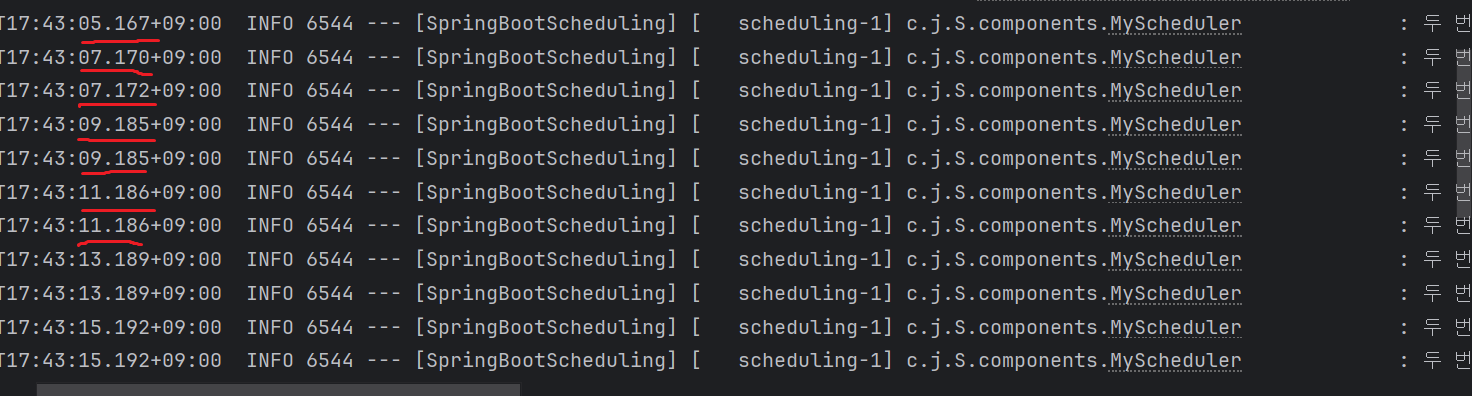 T17:43:05.167+09:00  INFO 6544 --- [SpringBootScheduling] [   scheduling-1] c.j.S.components.MyScheduler             : 두 번
T17:43:07.170+09:00  INFO 6544 --- [SpringBootScheduling] [   scheduling-1] c.j.S.components.MyScheduler             : 두 번
T17:43:07.172+09:00  INFO 6544 --- [SpringBootScheduling] [   scheduling-1] c.j.S.components.MyScheduler             : 두 번
T17:43:09.185+09:00  INFO 6544 --- [SpringBootScheduling] [   scheduling-1] c.j.S.components.MyScheduler             : 두 번
T17:43:09.185+09:00  INFO 6544 --- [SpringBootScheduling] [   scheduling-1] c.j.S.components.MyScheduler             : 두 번
T17:43:11.186+09:00  INFO 6544 --- [SpringBootScheduling] [   scheduling-1] c.j.S.components.MyScheduler             : 두 번
T17:43:11.186+09:00  INFO 6544 --- [SpringBootScheduling] [   scheduling-1] c.j.S.components.MyScheduler             : 두 번
T17:43:13.189+09:00  INFO 6544 --- [SpringBootScheduling] [   scheduling-1] c.j.S.components.MyScheduler             : 두 번
T17:43:13.189+09:00  INFO 6544 --- [SpringBootScheduling] [   scheduling-1] c.j.S.components.MyScheduler             : 두 번
T17:43:15.192+09:00  INFO 6544 --- [SpringBootScheduling] [   scheduling-1] c.j.S.components.MyScheduler             : 두 번
T17:43:15.192+09:00  INFO 6544 --- [SpringBootScheduling] [   scheduling-1] c.j.S.components.MyScheduler             : 두 번